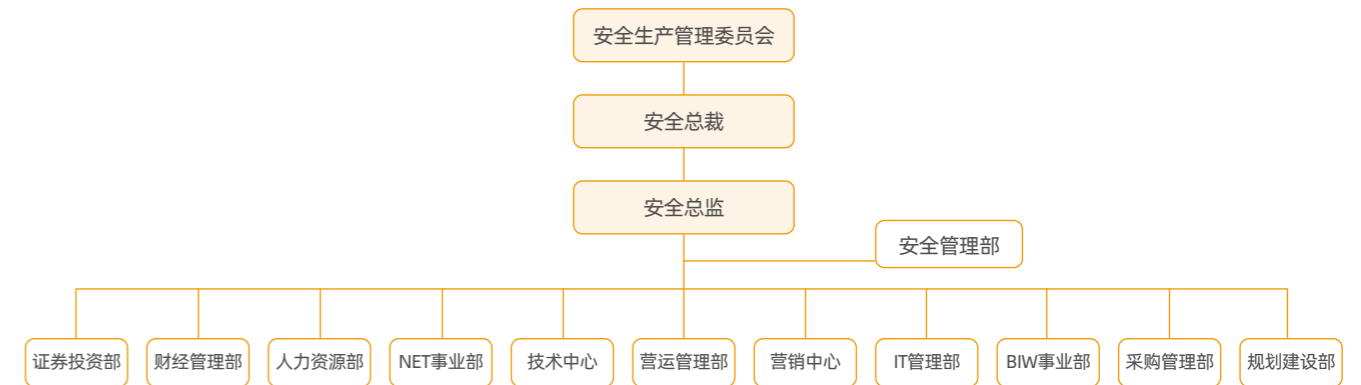 安全生产管理委员会
安全总裁
安全总监
安全管理部
证券投资部
财经管理部
人力资源部
NET事业部
技术中心
营运管理部
营销中心
IT管理部
BIW事业部
采购管理部
规划建设部